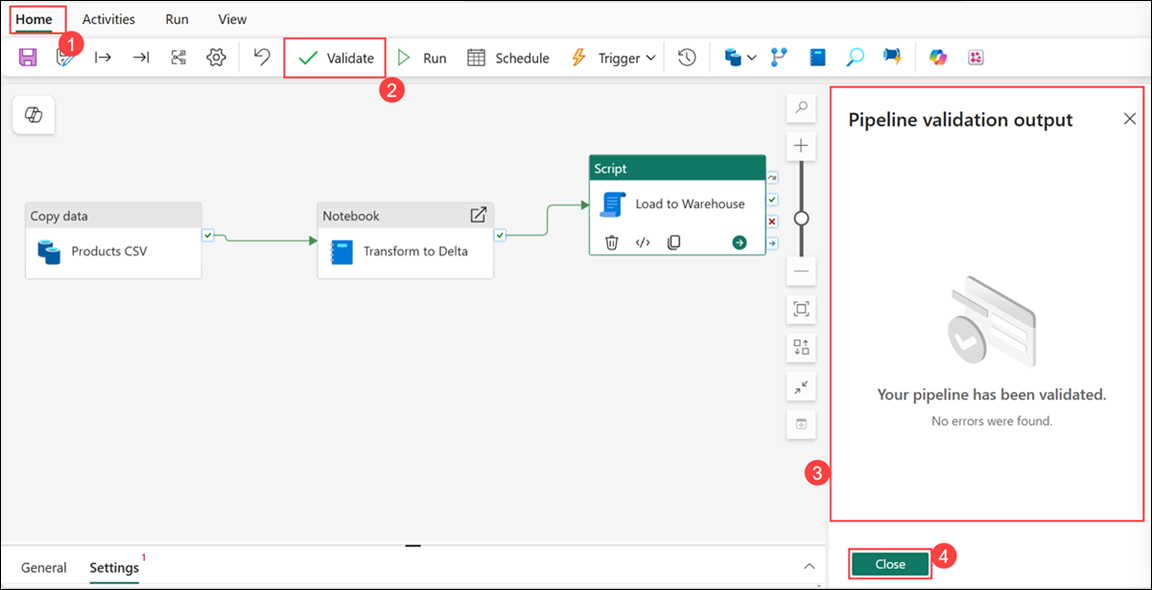 Home Activities Run View
1
Validate Run Schedule Trigger
2
Pipeline validation output
Script
Load to Warehouse
Copy data
Products CSV
Notebook
Transform to Delta
Your pipeline has been validated.
No errors were found.
3
General Settings 1
Close 4